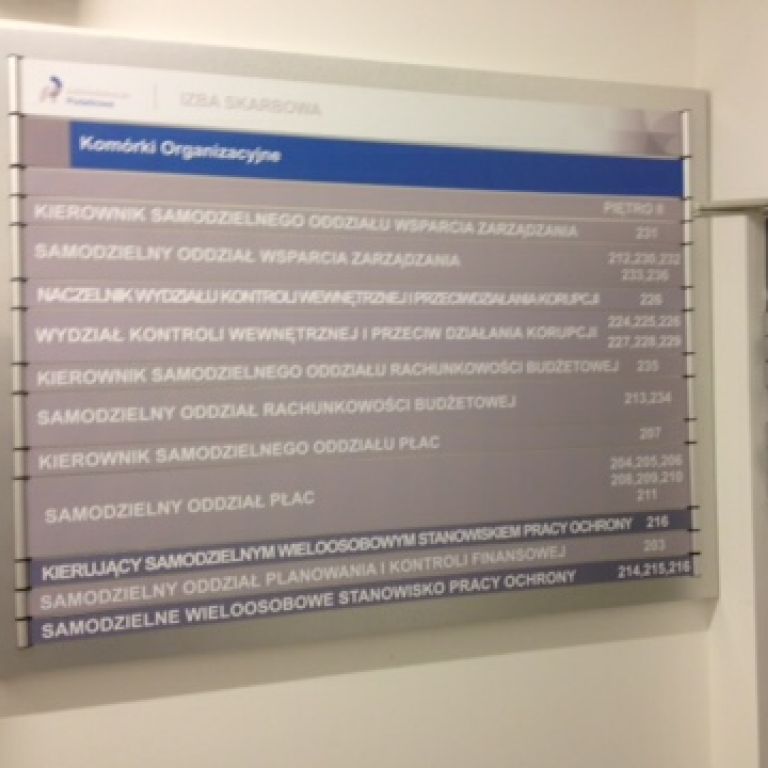 Podatkowa
IZBA SKARBOWA
Komórki Organizacyjne
PIĘTRO II
KIEROWNIK SAMODZIELNEGO ODDZIAŁU WSPARCIA ZARZĄDZANIA 231
SAMODZIELNY ODDZIAŁ WSPARCIA ZARZĄDZANIA 212,230,232
233,236
NACZELNIK WYDZIAŁU KONTROLI WEWNĘTRZNEJ I PRZECIWDZIAŁANIA KORUPCJI 226
WYDZIAŁ KONTROLI WEWNĘTRZNEJ I PRZECIW DZIAŁANIA KORUPCJI 224,225,226
227,228,229
KIEROWNIK SAMODZIELNEGO ODDZIAŁU RACHUNKOWOŚCI BUDŻETOWEJ 235
SAMODZIELNY ODDZIAŁ RACHUNKOWOŚCI BUDŻETOWEJ 213,234
KIEROWNIK SAMODZIELNEGO ODDZIAŁU PŁAC 207
SAMODZIELNY ODDZIAŁ PŁAC 204,205,206
208,209,210
211
KIERUJĄCY SAMODZIELNYM WIELOOSOBOWYM STANOWISKIEM PRACY OCHRONY 216
SAMODZIELNY ODDZIAŁ PLANOWANIA I KONTROLI FINANSOWEJ 203
SAMODZIELNE WIELOOSOBOWE STANOWISKO PRACY OCHRONY 214,215,216